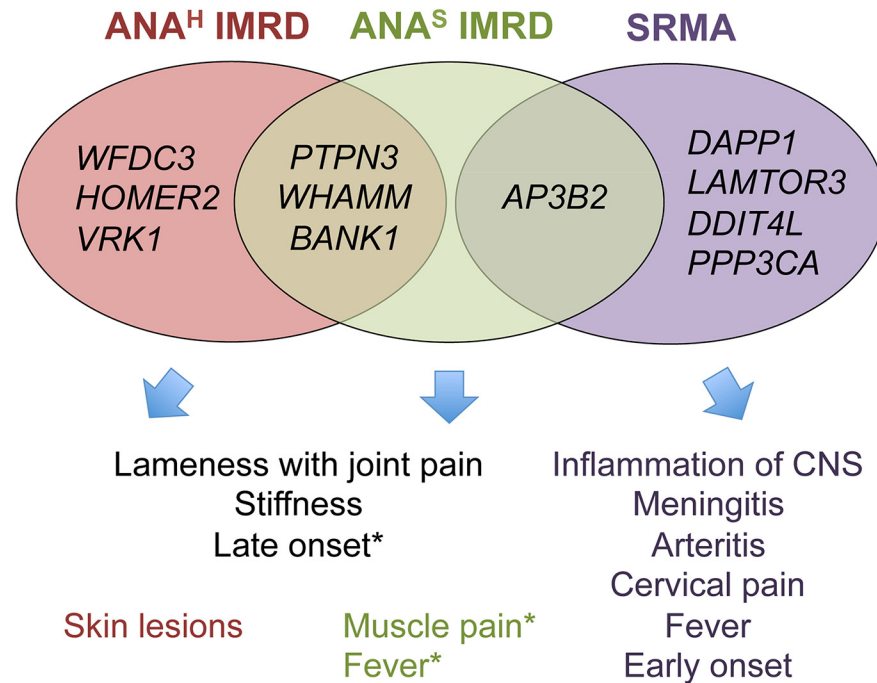 ANAᴴ IMRD ANAˢ IMRD SRMA
WFDC3
HOMER2
VRK1
PTPN3
WHAMM
BANK1
AP3B2
DAPP1
LAMTOR3
DDIT4L
PPP3CA
Lameness with joint pain
Stiffness
Late onset*
Skin lesions
Muscle pain*
Fever*
Inflammation of CNS
Meningitis
Arteritis
Cervical pain
Fever
Early onset